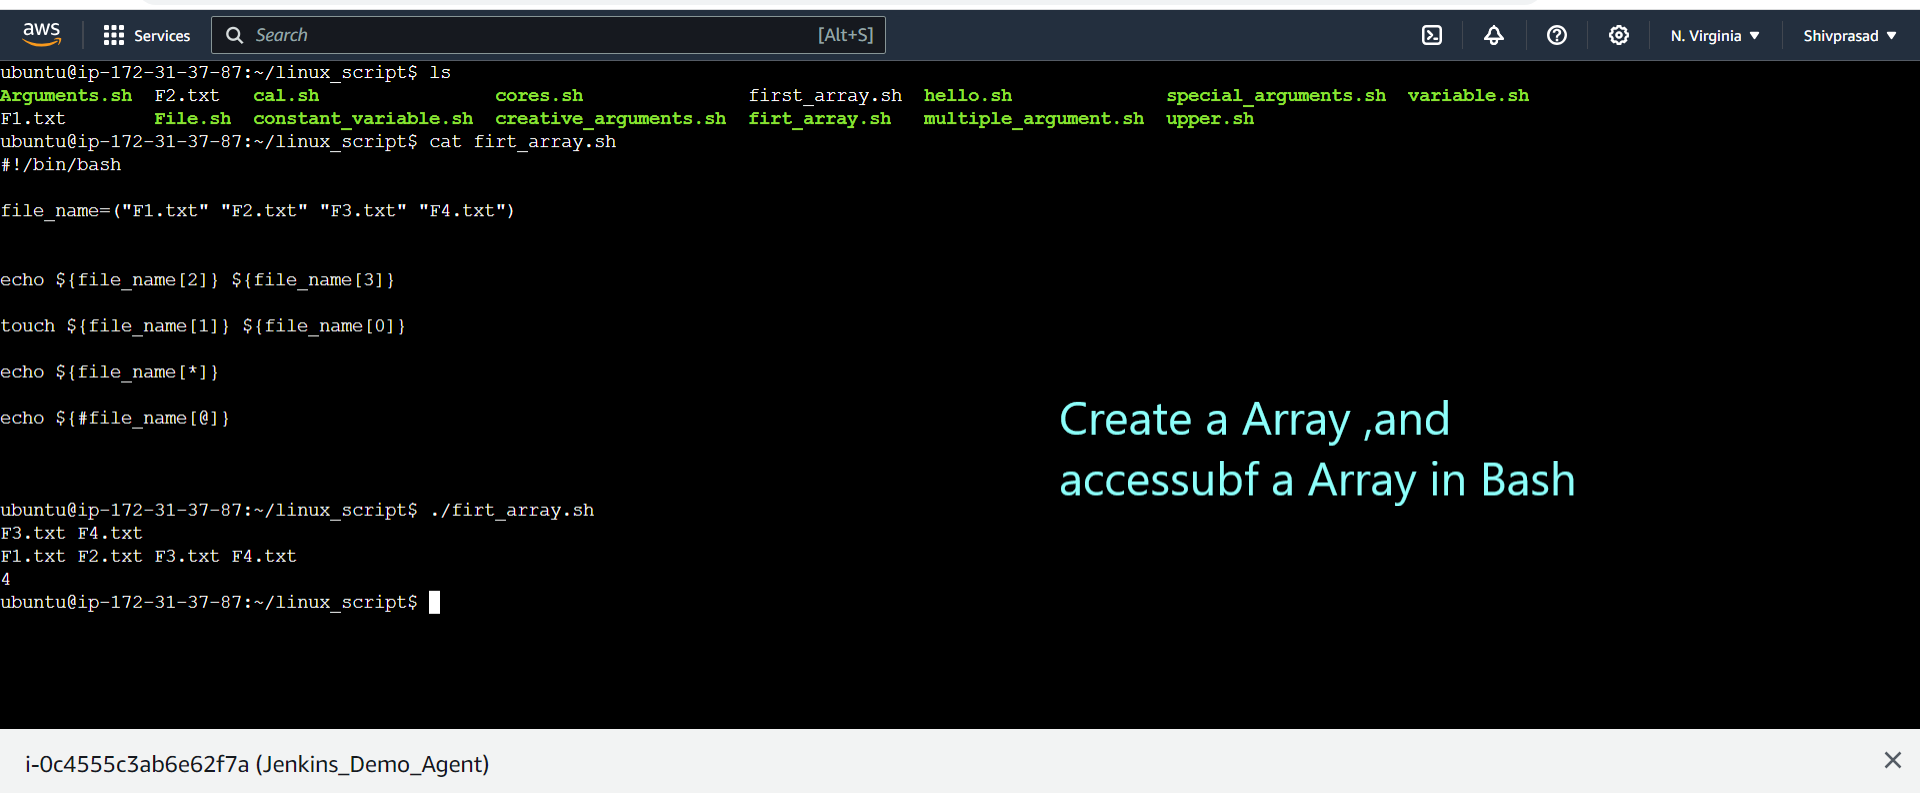 aws Services Search [Alt+S] N. Virginia Shivprasad
ubuntu@ip-172-31-37-87:~/linux_script$ ls
Arguments.sh F2.txt cal.sh cores.sh first_array.sh hello.sh special_arguments.sh variable.sh
F1.txt File.sh constant_variable.sh creative_arguments.sh firt_array.sh multiple_argument.sh upper.sh
ubuntu@ip-172-31-37-87:~/linux_script$ cat firt_array.sh
#!/bin/bash
file_name=("F1.txt" "F2.txt" "F3.txt" "F4.txt")
echo ${file_name[2]} ${file_name[3]}
touch ${file_name[1]} ${file_name[0]}
echo ${file_name[*]}
echo ${#file_name[@]}
Create a Array ,and
accessubf a Array in Bash
ubuntu@ip-172-31-37-87:~/linux_script$ ./firt_array.sh
F3.txt F4.txt
F1.txt F2.txt F3.txt F4.txt
4
ubuntu@ip-172-31-37-87:~/linux_script$
i-0c4555c3ab6e62f7a (Jenkins_Demo_Agent)